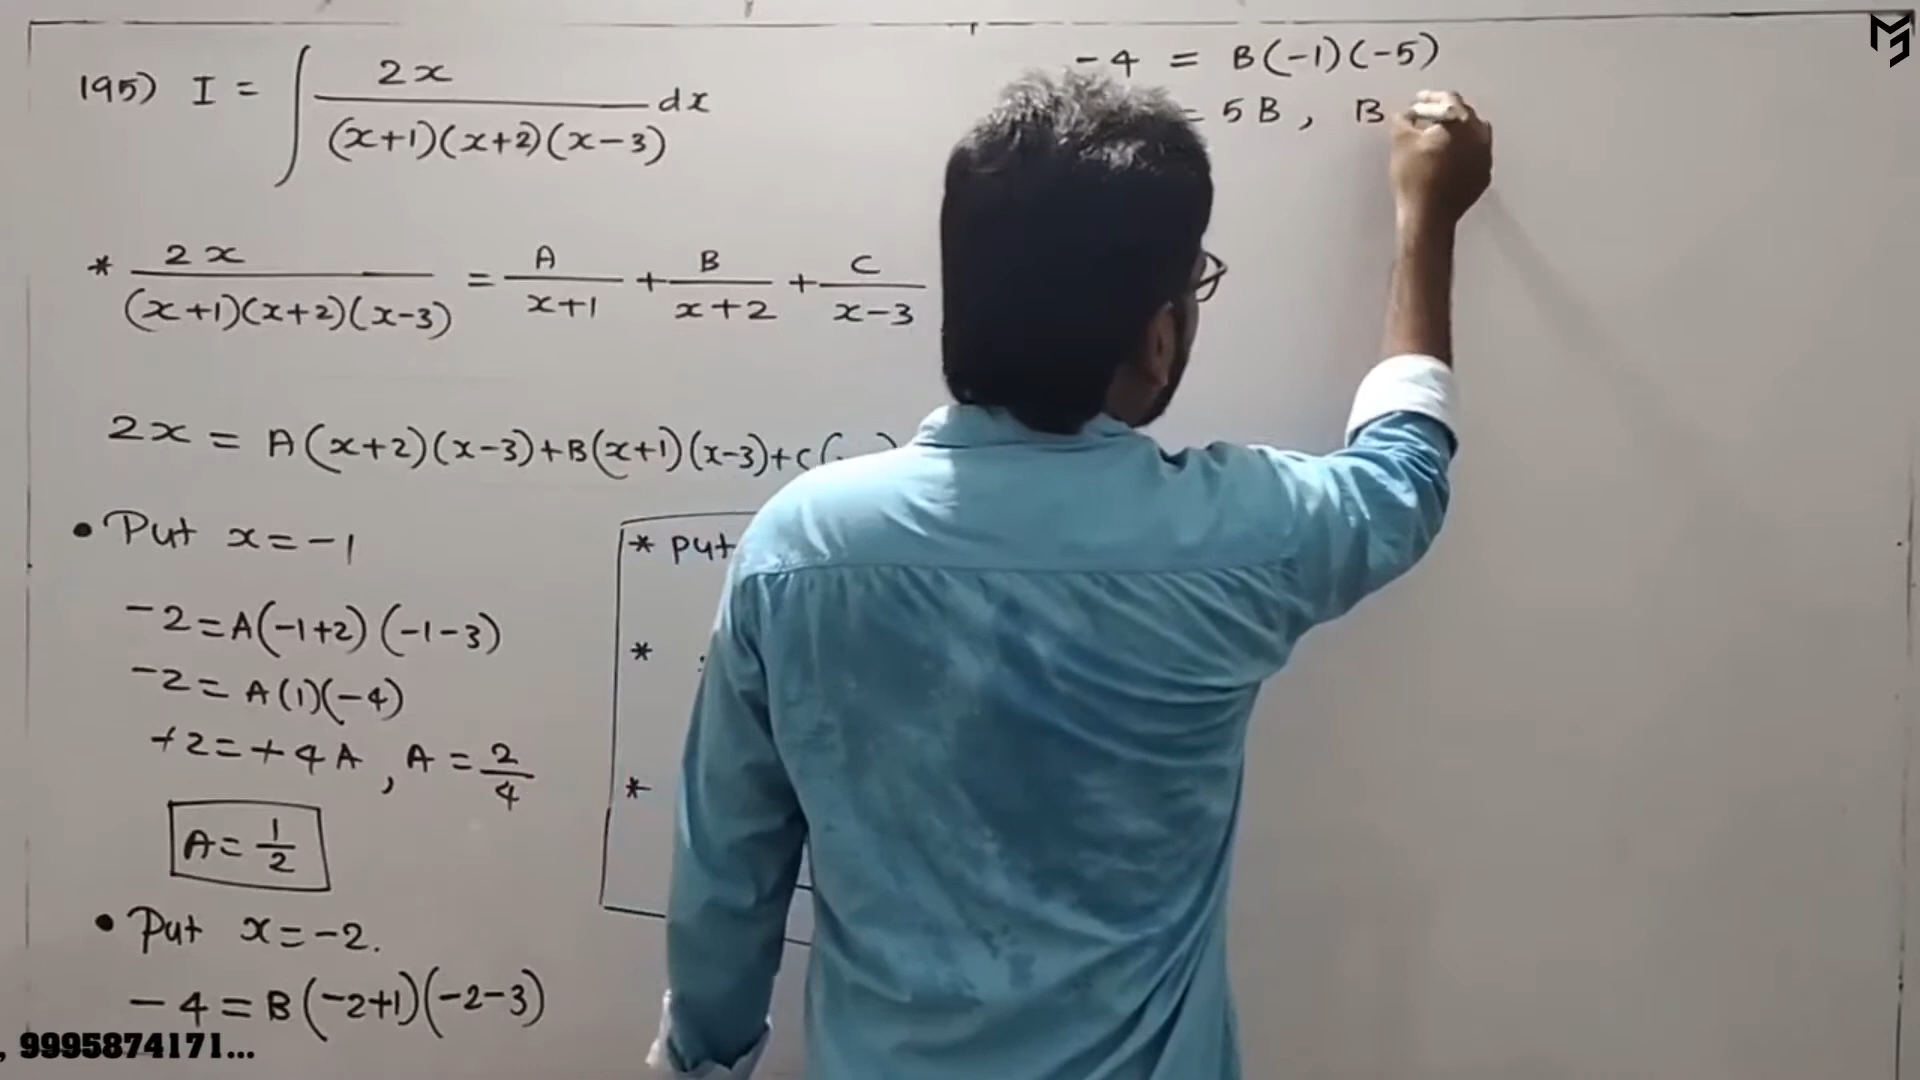 195) I = ∫ 2x / (x+1)(x+2)(x-3) dx
* 2x / (x+1)(x+2)(x-3) = A / x+1 + B / x+2 + C / x-3
2x = A(x+2)(x-3)+B(x+1)(x-3)+C(
• Put x=-1
-2=A(-1+2)(-1-3)
-2=A(1)(-4)
+2=+4A, A=2/4
A=1/2
• Put x=-2.
-4=B(-2+1)(-2-3)
* put
*
*
-4 = B(-1)(-5)
= 5B, B
9995874171...